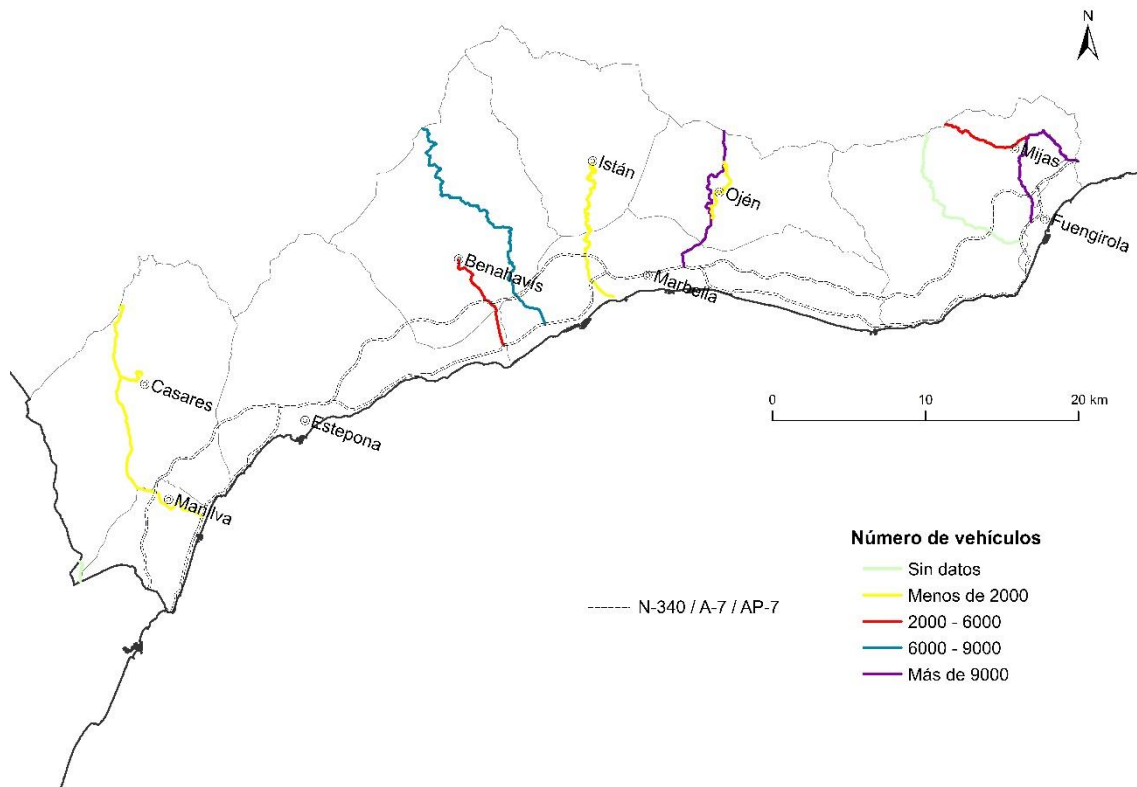 N
Istán
Mijas
Ojén
Fuengirola
Benahavís
Marbella
Casares
Estepona
Manilva
0 10 20 km
Número de vehículos
Sin datos
Menos de 2000
N-340 / A-7 / AP-7
2000 - 6000
6000 - 9000
Más de 9000